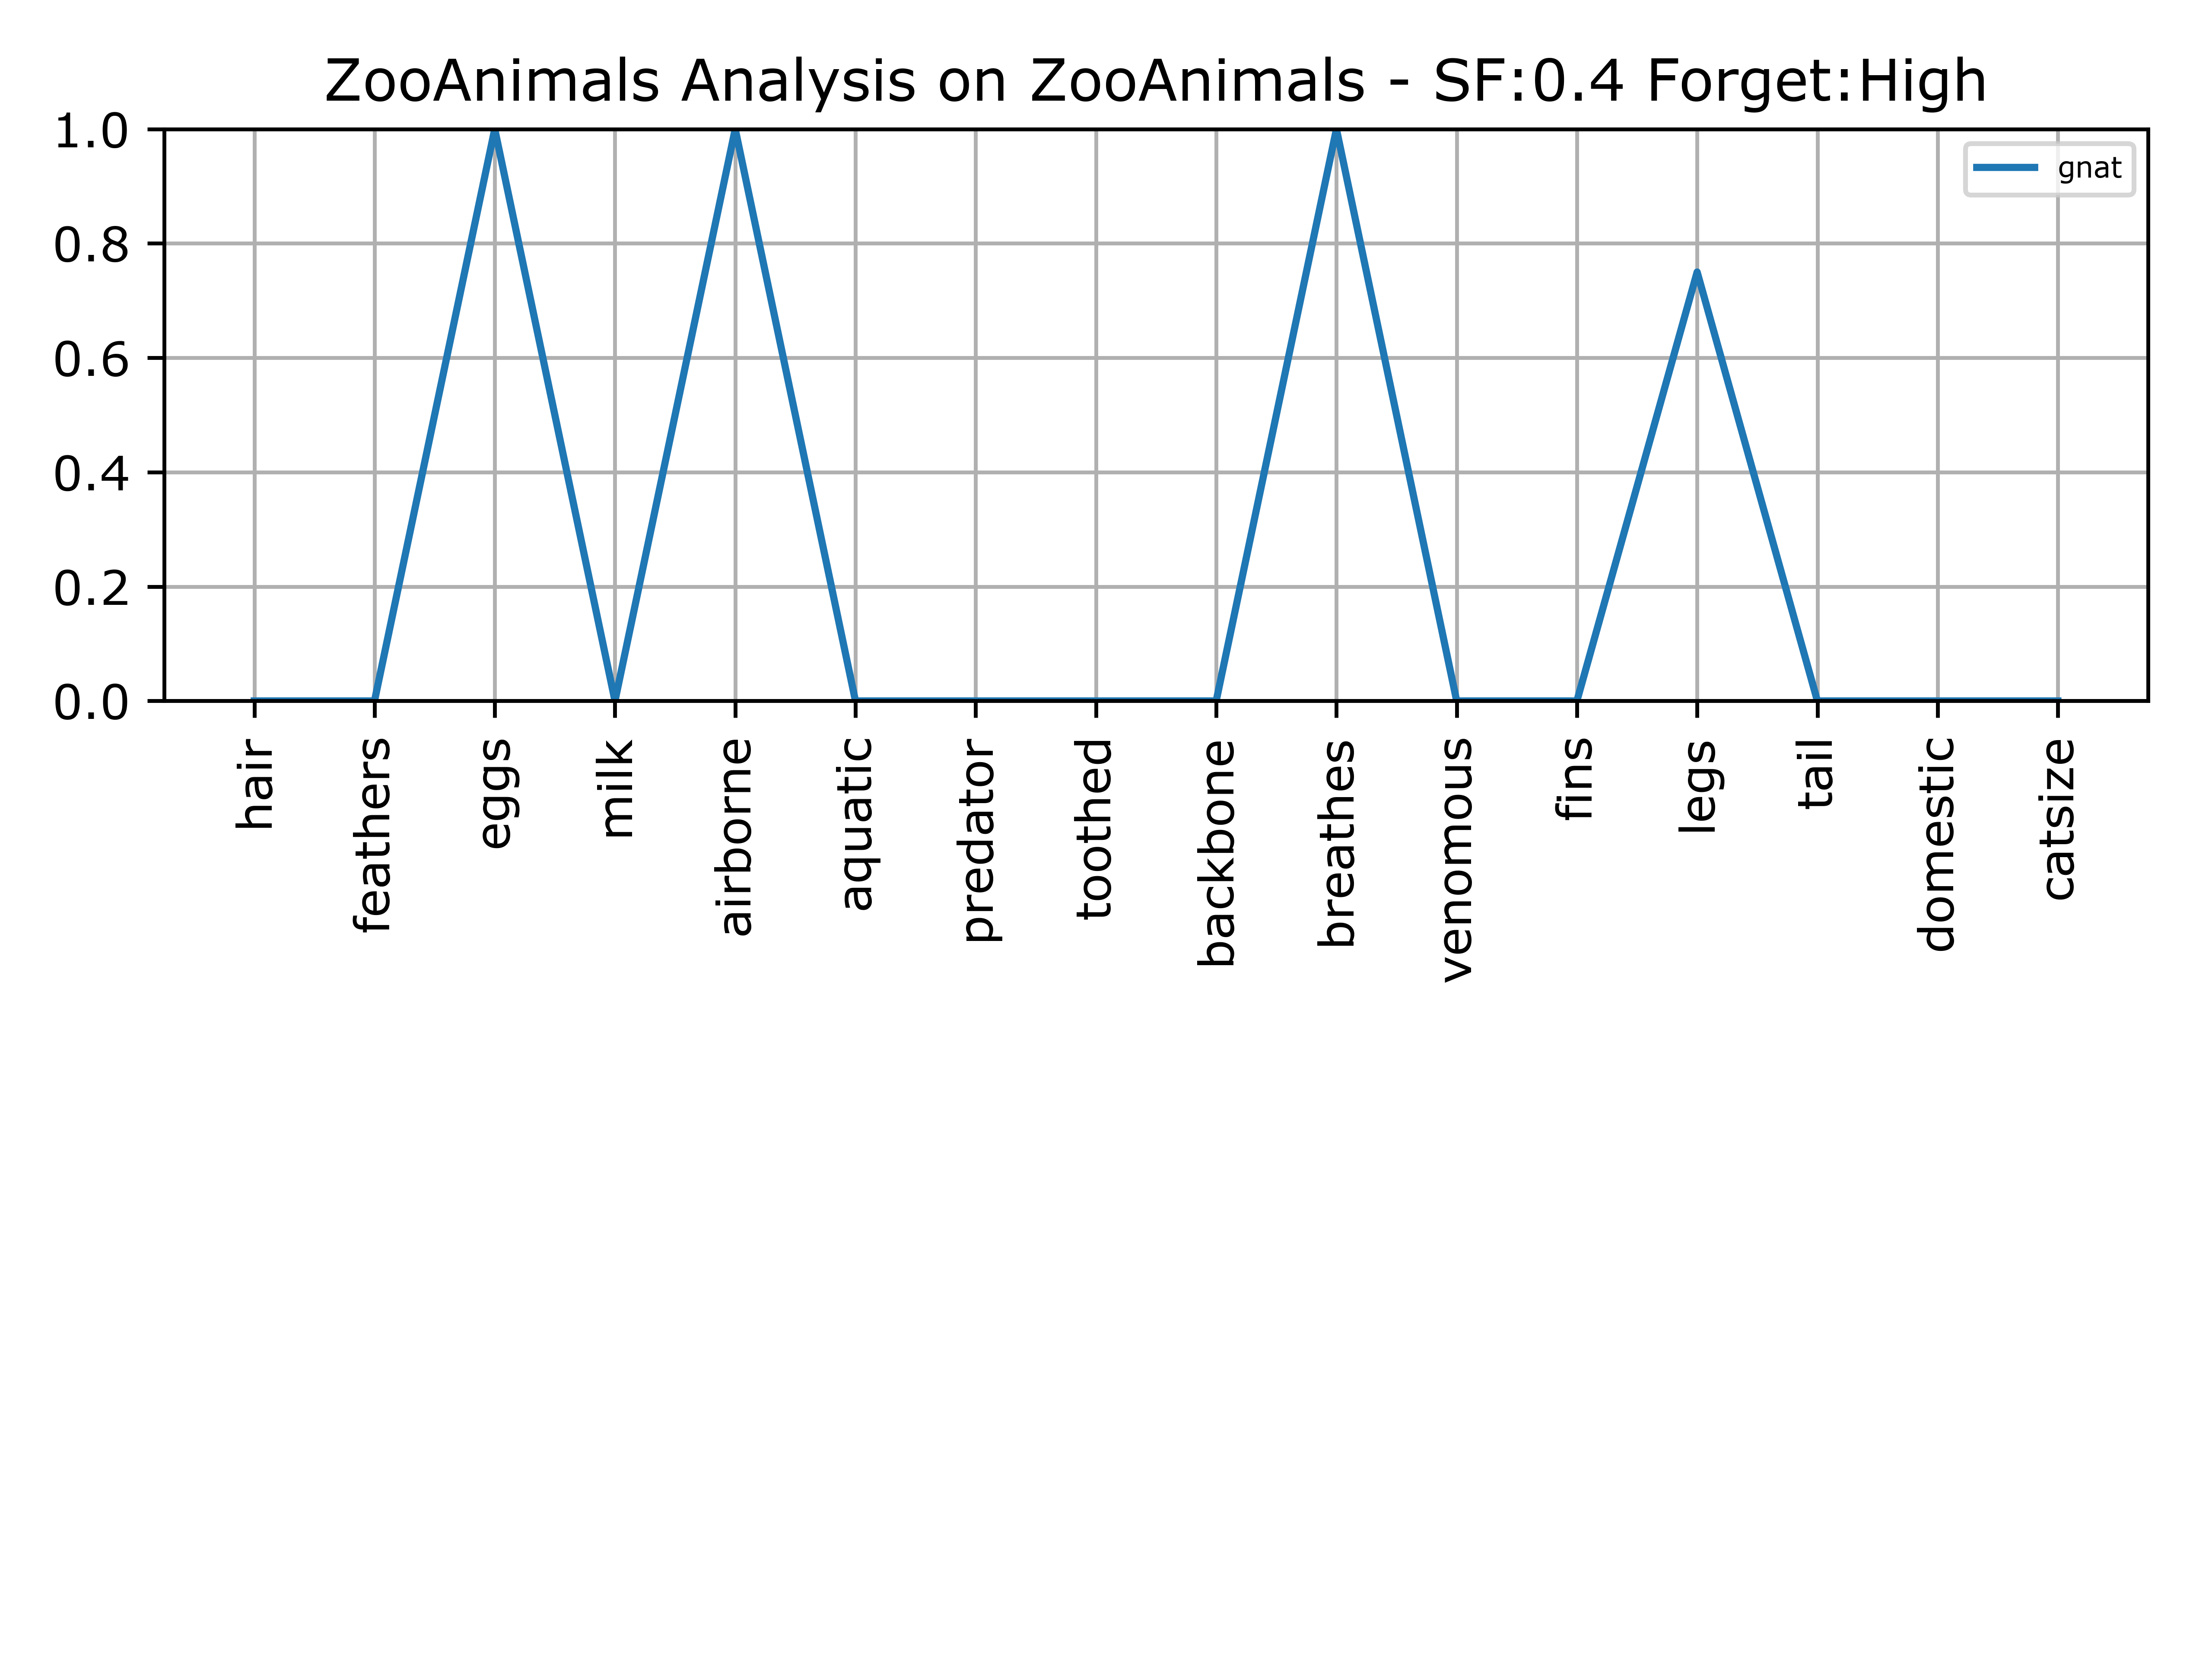 ZooAnimals Analysis on ZooAnimals - SF:0.4 Forget:High
1.0
0.8
0.6
0.4
0.2
0.0
gnat
hair
feathers
eggs
milk
airborne
aquatic
predator
toothed
backbone
breathes
venomous
fins
legs
tail
domestic
catsize